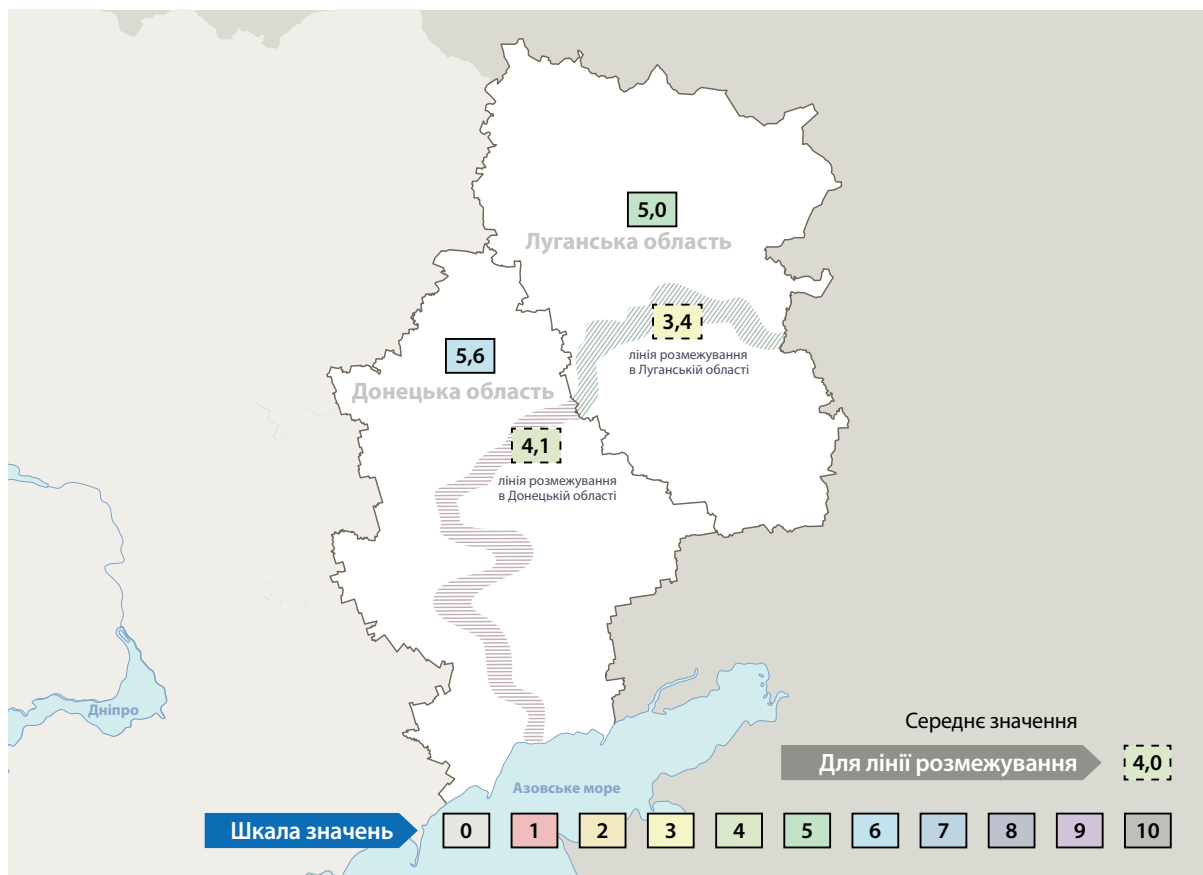 5,0
Луганська область
3,4
лінія розмежування
в Луганській області
5,6
Донецька область
4,1
лінія розмежування
в Донецькій області
Дніпро
Азовське море
Середнє значення
Для лінії розмежування 4,0
Шкала значень 0 1 2 3 4 5 6 7 8 9 10